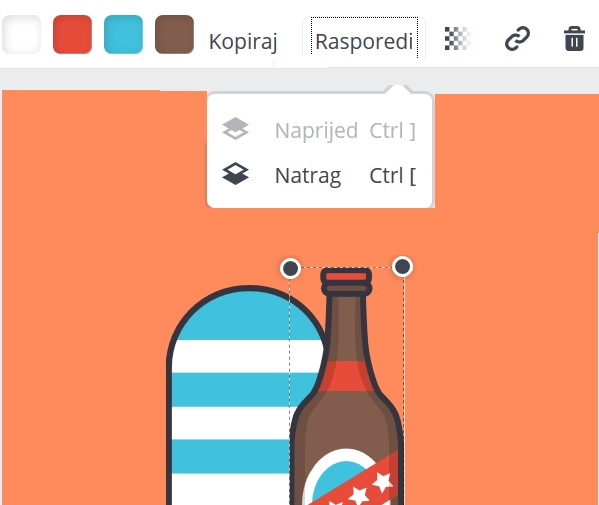 Kopiraj Rasporedi
Naprijed Ctrl ]
Natrag Ctrl [